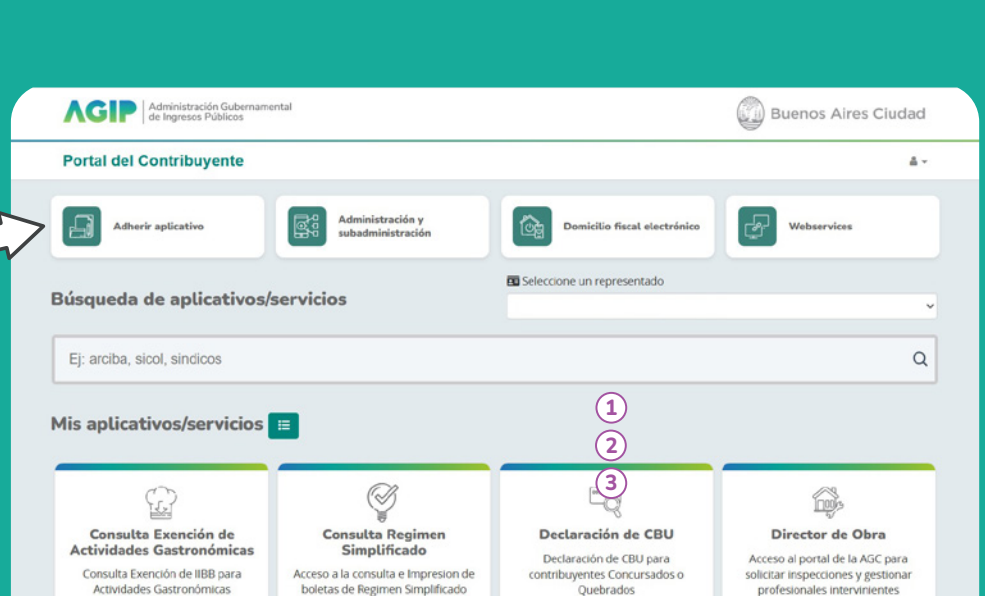 AGIP Administración Gubernamental
de Ingresos Públicos
Buenos Aires Ciudad
Portal del Contribuyente
Adherir aplicativo
Administración y
subadministración
Domicilio fiscal electrónico
Webservices
Seleccione un representado
Búsqueda de aplicativos/servicios
Ej: arciba, sicol, sindicos
Mis aplicativos/servicios
1
2
3
Consulta Exención de
Actividades Gastronómicas
Consulta Exención de IIBB para
Actividades Gastronómicas
Consulta Regimen
Simplificado
Acceso a la consulta e Impresion de
boletas de Regimen Simplificado
Declaración de CBU
Declaración de CBU para
contribuyentes Concursados o
Quebrados
Director de Obra
Acceso al portal de la AGC para
solicitar inspecciones y gestionar
profesionales intervinientes